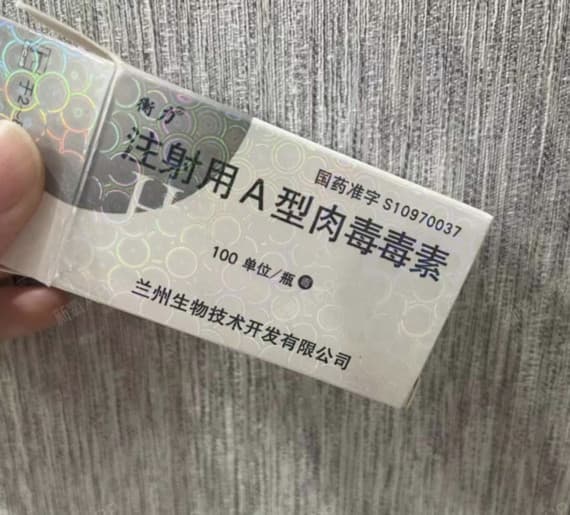 衡力
注射用A型肉毒毒素
国药准字 S10970037
100 单位/瓶
兰州生物技术开发有限公司